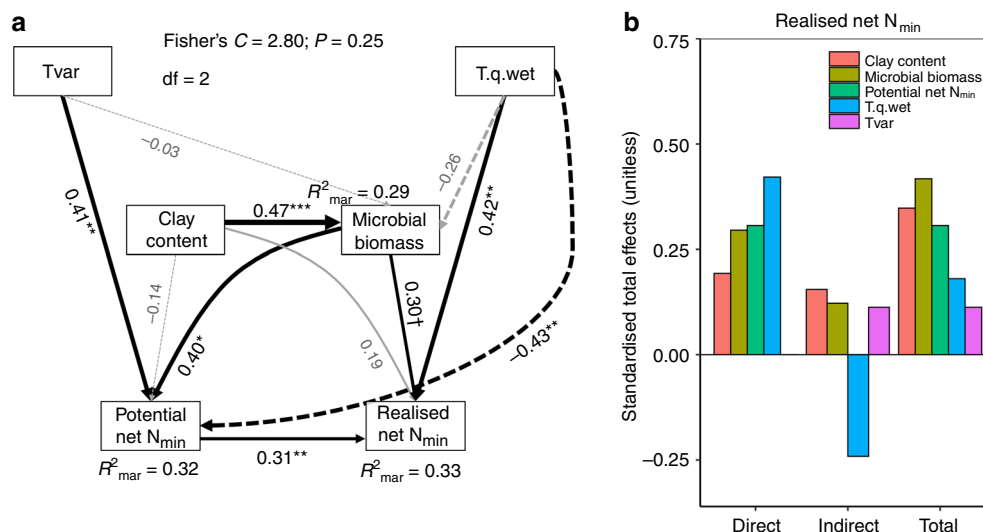 a
Fisher's C = 2.80; P = 0.25
df = 2
Tvar
T.q.wet
−0.03
−0.26
0.41**
0.42**
R²mar = 0.29
Clay
content
0.47***
Microbial
biomass
−0.14
0.40*
0.19
0.30†
−0.43**
Potential
net Nmin
Realised
net Nmin
0.31**
R²mar = 0.32
R²mar = 0.33
b
Realised net Nmin
Standardised total effects (unitless)
0.75
0.50
0.25
0.00
−0.25
Clay content
Microbial biomass
Potential net Nmin
T.q.wet
Tvar
Direct
Indirect
Total